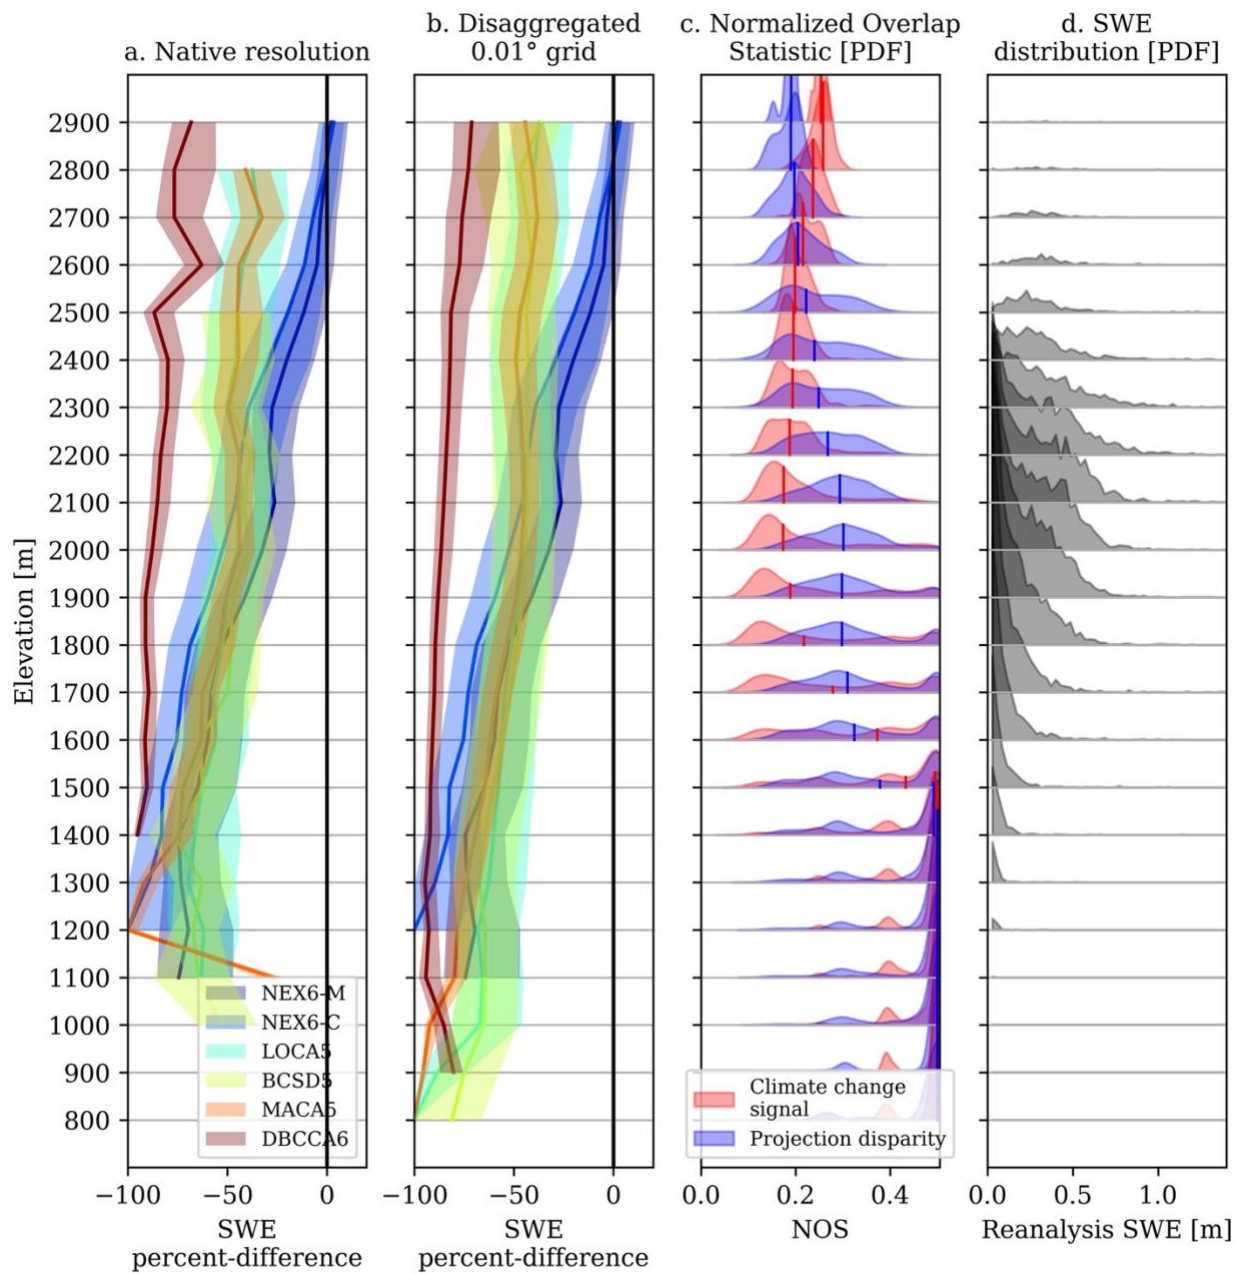 a. Native resolution
b. Disaggregated
0.01° grid
c. Normalized Overlap
Statistic [PDF]
d. SWE
distribution [PDF]
Elevation [m]
2900
2800
2700
2600
2500
2400
2300
2200
2100
2000
1900
1800
1700
1600
1500
1400
1300
1200
1100
1000
900
800
NEX6-M
NEX6-C
LOCA5
BCSD5
MACA5
DBCCA6
Climate change
signal
Projection disparity
−100 −50 0
SWE
percent-difference
−100 −50 0
SWE
percent-difference
0.0 0.2 0.4
NOS
0.0 0.5 1.0
Reanalysis SWE [m]